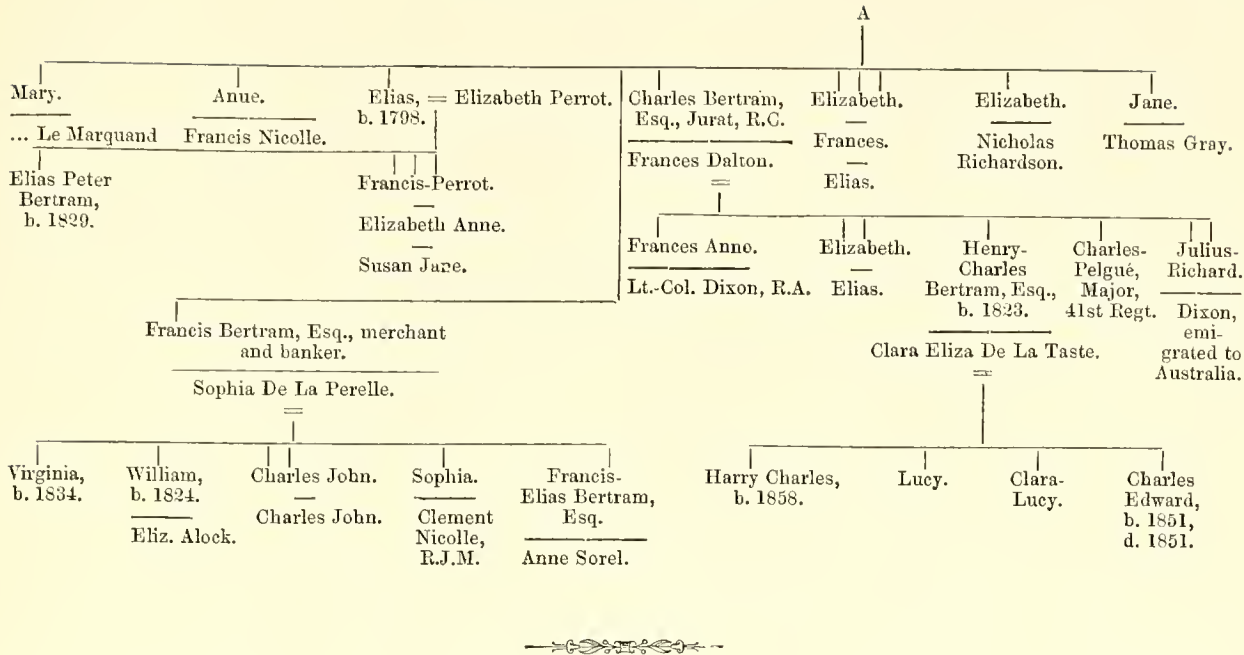 A
Mary.
... Le Marquand
Anue.
Francis Nicolle.
Elias, = Elizabeth Perrot.
b. 1798.
Charles Bertram,
Esq., Jurat, R.C.
Frances Dalton.
=
Elizabeth.
—
Frances.
—
Elias.
Elizabeth.
Nicholas
Richardson.
Jane.
Thomas Gray.
Elias Peter
Bertram,
b. 1829.
Francis-Perrot.
—
Elizabeth Anne.
—
Susan Jane.
Frances Anne.
Lt.-Col. Dixon, R.A.
Elizabeth.
—
Elias.
Henry-
Charles
Bertram, Esq.,
b. 1823.
Clara Eliza De La Taste.
=
Charles-
Pelgué,
Major,
41st Regt.
Julius-
Richard.
Dixon,
emi-
grated to
Australia.
Francis Bertram, Esq., merchant
and banker.
Sophia De La Perelle.
=
Virginia,
b. 1834.
William,
b. 1824.
Eliz. Alock.
Charles John.
—
Charles John.
Sophia.
Clement
Nicolle,
R.J.M.
Francis-
Elias Bertram,
Esq.
Anne Sorel.
Harry Charles,
b. 1858.
Lucy.
Clara-
Lucy.
Charles
Edward,
b. 1851,
d. 1851.